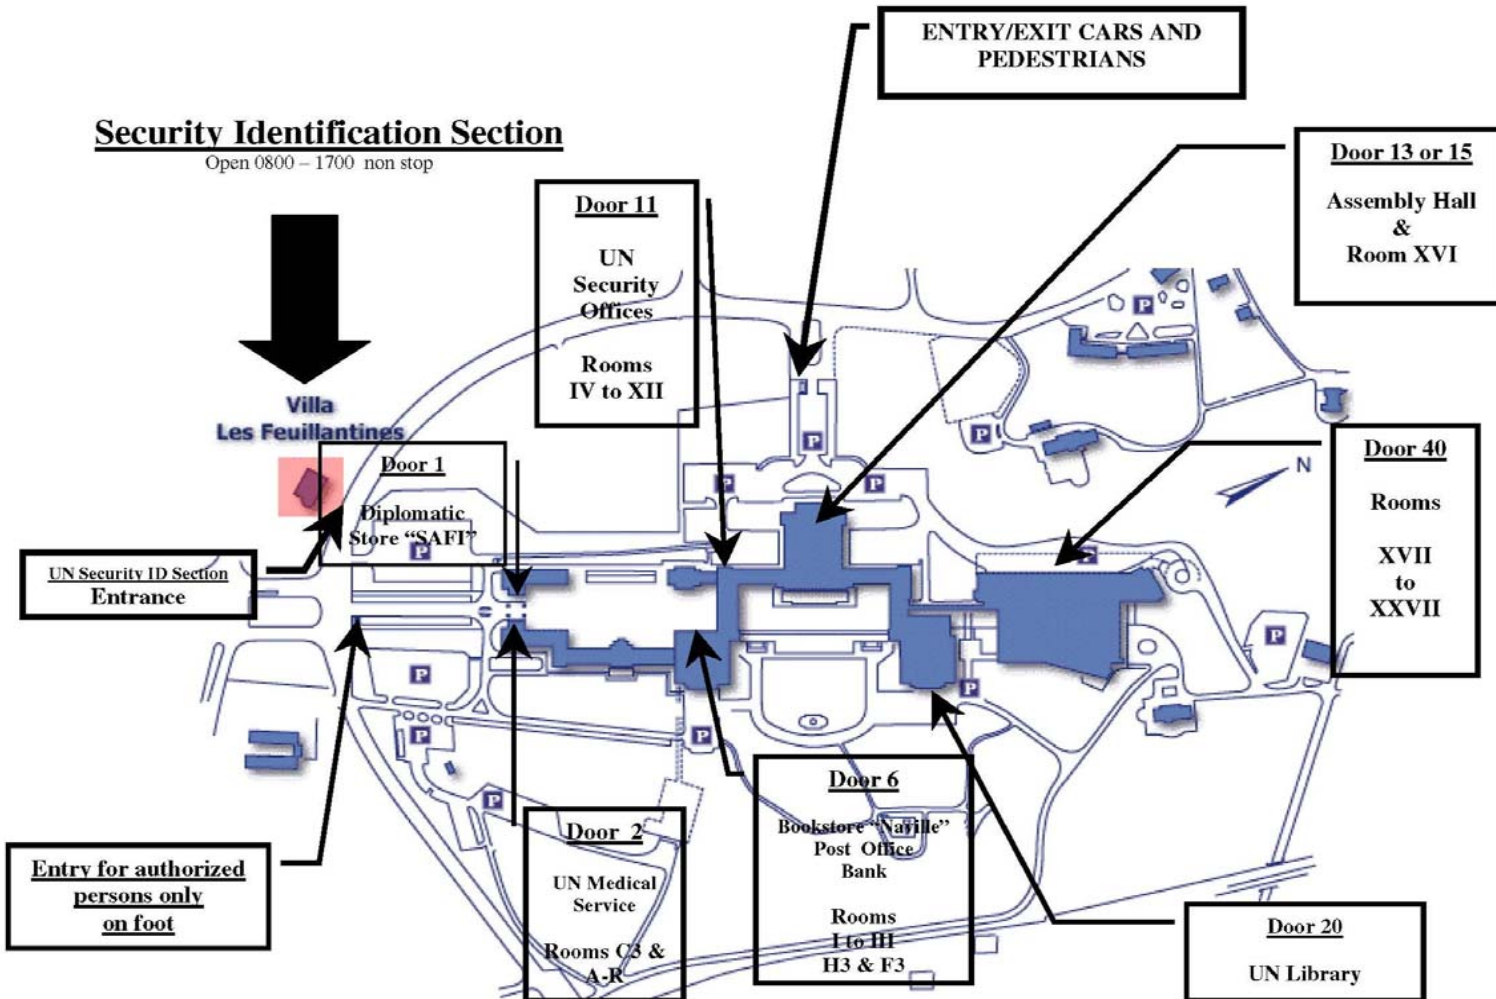 ENTRY/EXIT CARS AND
PEDESTRIANS
Security Identification Section
Open 0800 – 1700 non stop
Door 13 or 15
Assembly Hall
&
Room XVI
Door 11
UN
Security
Offices
Rooms
IV to XII
Villa
Les Feuillantines
Door 1
Diplomatic
Store “SAFI”
UN Security ID Section
Entrance
P
P
P
P
P
P
P
P
P
P
P
P
P
N
Door 40
Rooms
XVII
to
XXVII
Entry for authorized
persons only
on foot
Door 2
UN Medical
Service
Rooms C3 &
A-R
Door 6
Bookstore “Naville”
Post Office
Bank
Rooms
I to III
H3 & F3
Door 20
UN Library